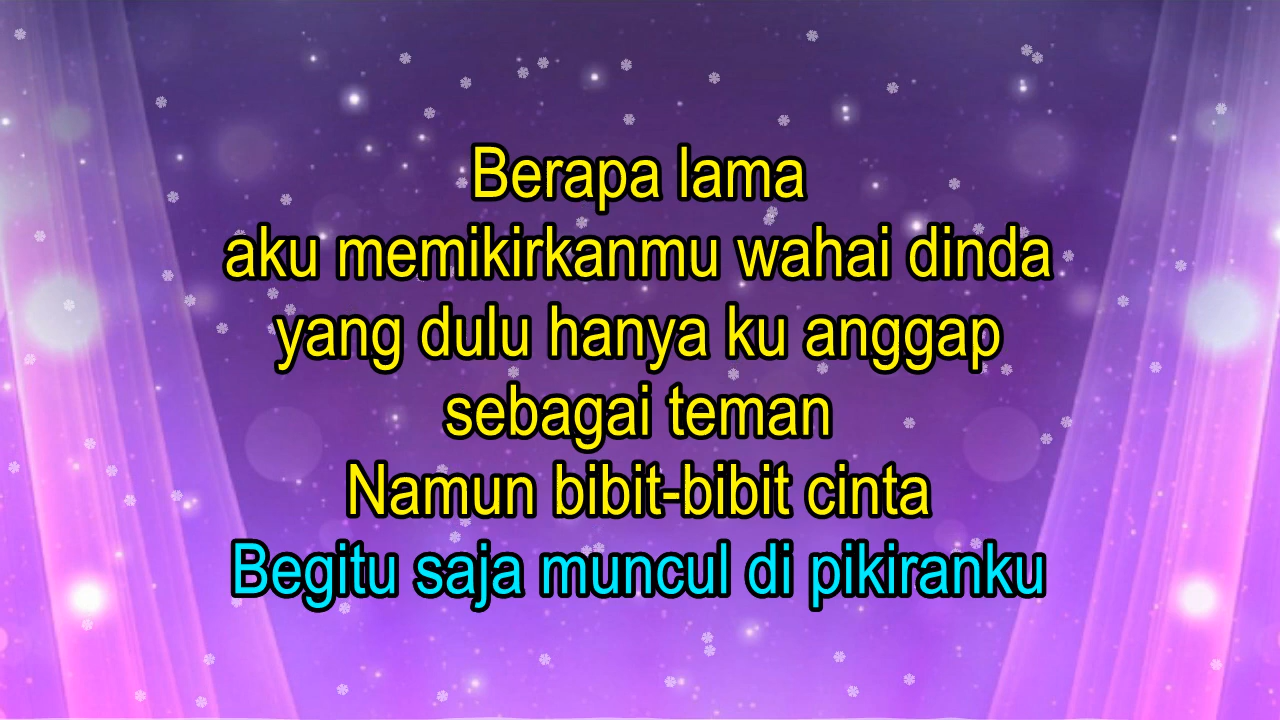 Berapa lama
aku memikirkanmu wahai dinda
yang dulu hanya ku anggap
sebagai teman
Namun bibit-bibit cinta
Begitu saja muncul di pikiranku